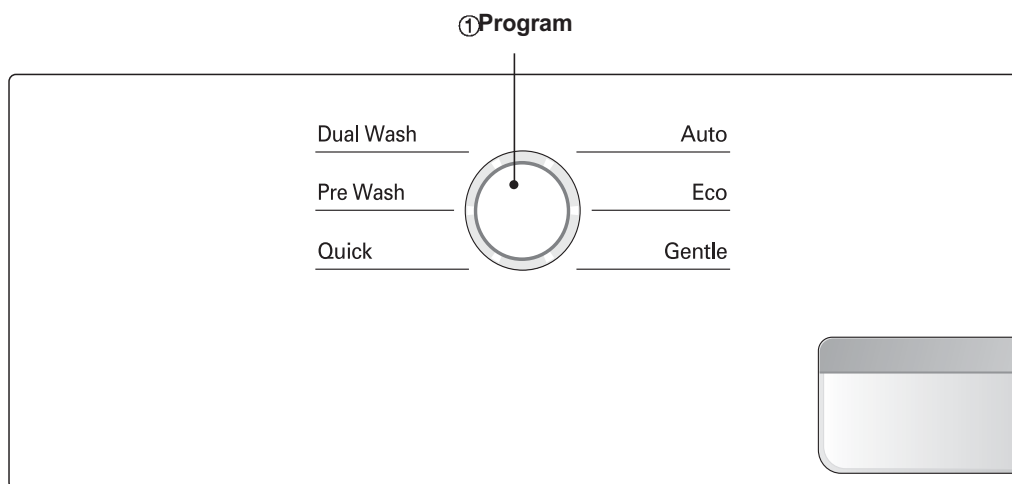 ①Program
Dual Wash
Auto
Pre Wash
Eco
Quick
Gentle